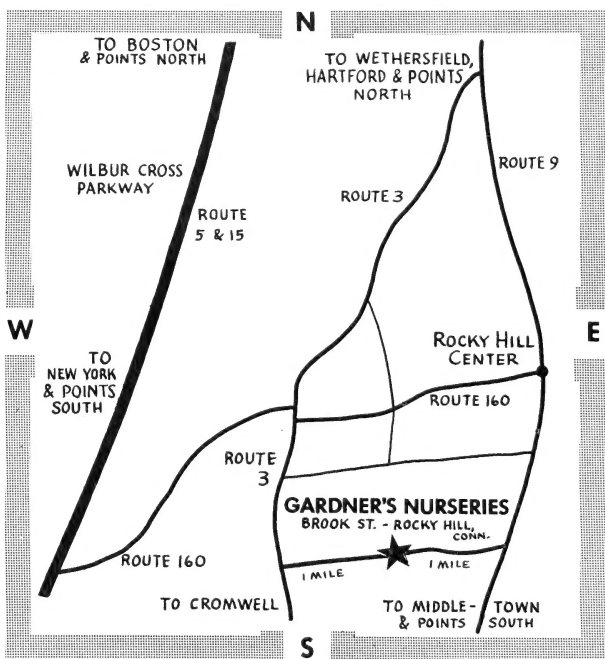 N
TO BOSTON
& POINTS NORTH
TO WETHERSFIELD,
HARTFORD & POINTS
NORTH
WILBUR CROSS
PARKWAY
ROUTE 9
ROUTE 3
ROUTE
5 & 15
W
E
ROCKY HILL
CENTER
TO
NEW YORK
& POINTS
SOUTH
ROUTE 160
ROUTE
3
GARDNER'S NURSERIES
BROOK ST. - ROCKY HILL,
CONN.
ROUTE 160
1 MILE
1 MILE
TO CROMWELL
TO MIDDLE- TOWN
& POINTS SOUTH
S